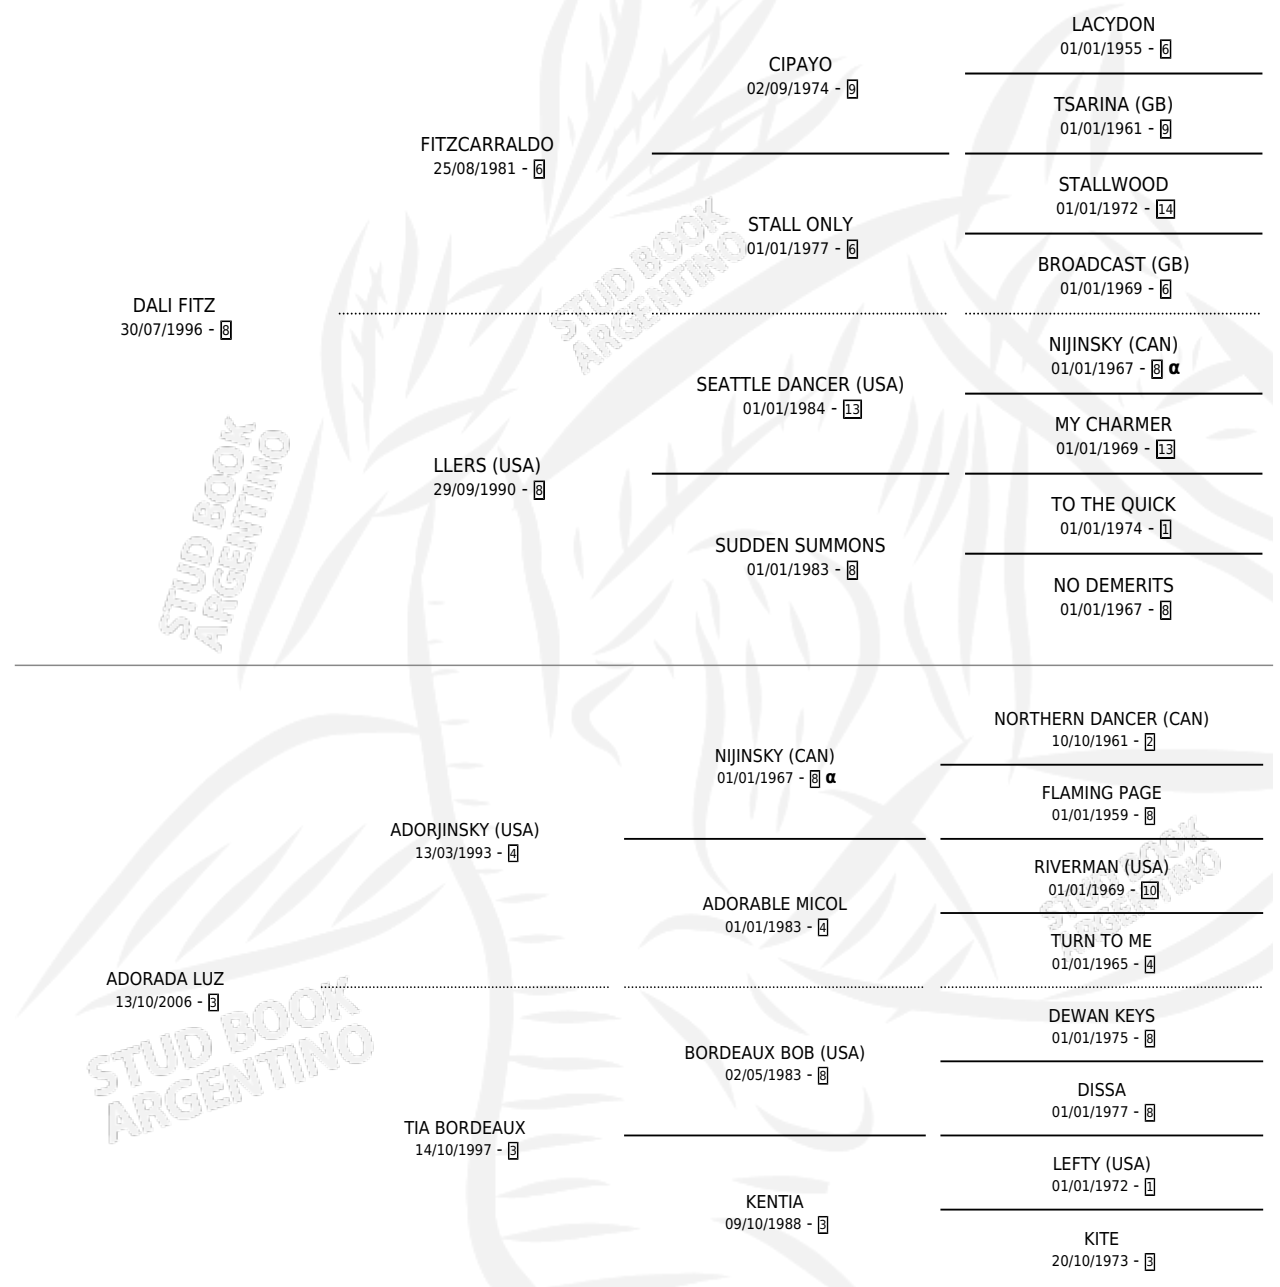 LACYDON
01/01/1955 - 6
CIPAYO
02/09/1974 - 9
TSARINA (GB)
01/01/1961 - 9
FITZCARRALDO
25/08/1981 - 6
STALLWOOD
01/01/1972 - 14
STALL ONLY
01/01/1977 - 6
BROADCAST (GB)
01/01/1969 - 6
DALI FITZ
30/07/1996 - 8
STUD BOOK
ARGENTINO
NIJINSKY (CAN)
01/01/1967 - 8 α
SEATTLE DANCER (USA)
01/01/1984 - 13
MY CHARMER
01/01/1969 - 13
LLERS (USA)
29/09/1990 - 8
TO THE QUICK
01/01/1974 - 1
SUDDEN SUMMONS
01/01/1983 - 8
NO DEMERITS
01/01/1967 - 8
STUD BOOK
ARGENTINO
NORTHERN DANCER (CAN)
10/10/1961 - 2
NIJINSKY (CAN)
01/01/1967 - 8 α
FLAMING PAGE
01/01/1959 - 8
ADORJINSKY (USA)
13/03/1993 - 4
RIVERMAN (USA)
01/01/1969 - 10
ADORABLE MICOL
01/01/1983 - 4
TURN TO ME
01/01/1965 - 4
STUD BOOK
ARGENTINO
ADORADA LUZ
13/10/2006 - 3
DEWAN KEYS
01/01/1975 - 8
BORDEAUX BOB (USA)
02/05/1983 - 8
DISSA
01/01/1977 - 8
STUD BOOK
ARGENTINO
TIA BORDEAUX
14/10/1997 - 3
LEFTY (USA)
01/01/1972 - 1
KENTIA
09/10/1988 - 3
KITE
20/10/1973 - 3